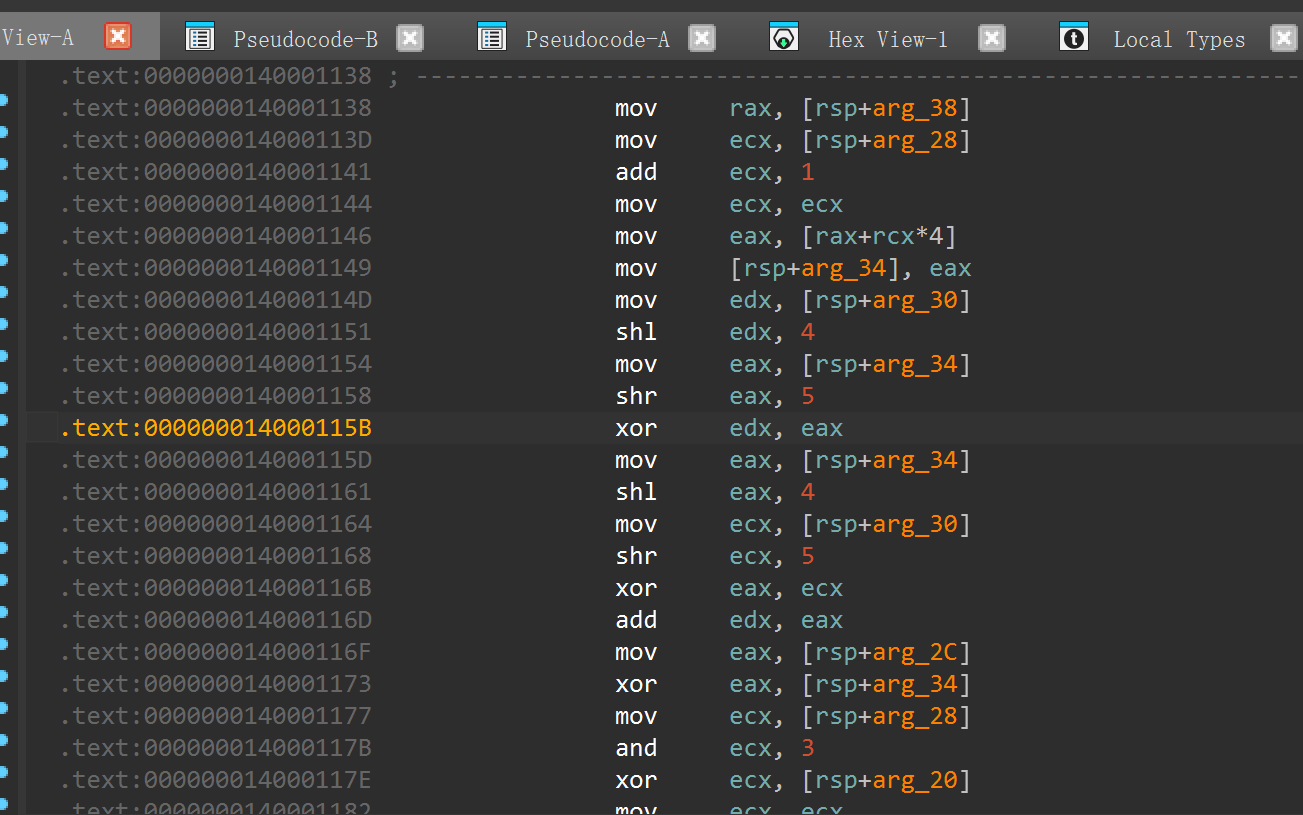 View-A Pseudocode-B Pseudocode-A Hex View-1 Local Types
.text:0000000140001138 ; ---------------------------------------------------------------
.text:0000000140001138 mov rax, [rsp+arg_38]
.text:000000014000113D mov ecx, [rsp+arg_28]
.text:0000000140001141 add ecx, 1
.text:0000000140001144 mov ecx, ecx
.text:0000000140001146 mov eax, [rax+rcx*4]
.text:0000000140001149 mov [rsp+arg_34], eax
.text:000000014000114D mov edx, [rsp+arg_30]
.text:0000000140001151 shl edx, 4
.text:0000000140001154 mov eax, [rsp+arg_34]
.text:0000000140001158 shr eax, 5
.text:000000014000115B xor edx, eax
.text:000000014000115D mov eax, [rsp+arg_34]
.text:0000000140001161 shl eax, 4
.text:0000000140001164 mov ecx, [rsp+arg_30]
.text:0000000140001168 shr ecx, 5
.text:000000014000116B xor eax, ecx
.text:000000014000116D add edx, eax
.text:000000014000116F mov eax, [rsp+arg_2C]
.text:0000000140001173 xor eax, [rsp+arg_34]
.text:0000000140001177 mov ecx, [rsp+arg_28]
.text:000000014000117B and ecx, 3
.text:000000014000117E xor ecx, [rsp+arg_20]
.text:0000000140001182 mov ecx, ecx